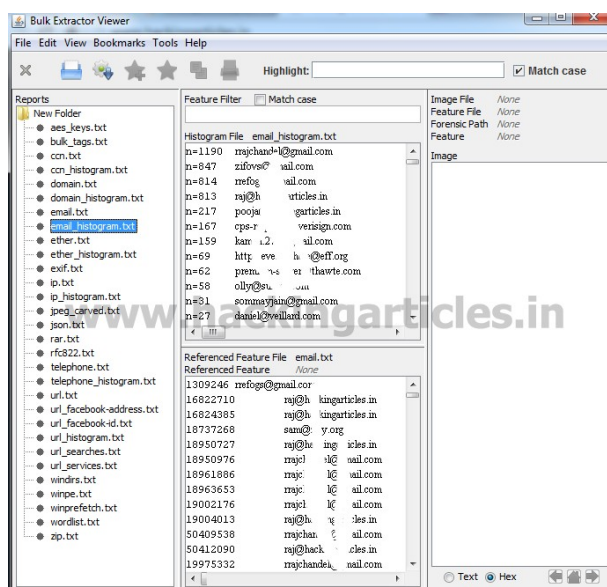 Bulk Extractor Viewer
File Edit View Bookmarks Tools Help
Highlight: Match case
Reports
New Folder
aes_keys.txt
bulk_tags.txt
ccn.txt
ccn_histogram.txt
domain.txt
domain_histogram.txt
email.txt
email_histogram.txt
ether.txt
ether_histogram.txt
exif.txt
ip.txt
ip_histogram.txt
jpeg_carved.txt
json.txt
rar.txt
rfc822.txt
telephone.txt
telephone_histogram.txt
url.txt
url_facebook-address.txt
url_facebook-id.txt
url_histogram.txt
url_searches.txt
url_services.txt
windirs.txt
winpe.txt
winprefetch.txt
wordlist.txt
zip.txt
Feature Filter Match case
Histogram File email_histogram.txt
n=1190
n=847
n=814
n=813
n=217
n=167
n=159
n=69
n=62
n=58
n=31 sommayjain@gmail.com
n=27 daniel@veillard.com
Referenced Feature File email.txt
Referenced Feature None
1309246
16822710
16824385
18737268
18950727
18950976
18961886
18963653
19002176
19004013
50409538
50412090
19975332
Image File None
Feature File None
Forensic Path None
Feature None
Image
Text Hex
www.hackingarticles.in